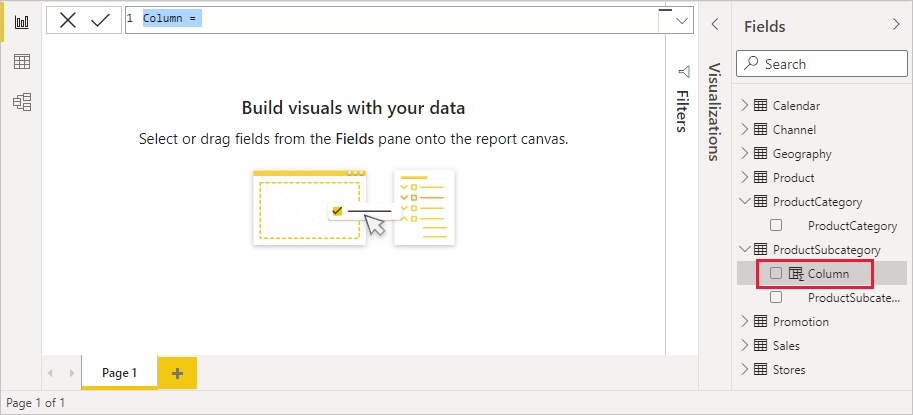 1 Column =
Build visuals with your data
Select or drag fields from the Fields pane onto the report canvas.
Filters
Visualizations
Fields
Search
Calendar
Channel
Geography
Product
ProductCategory
ProductCategory
ProductSubcategory
Column
ProductSubcate...
Promotion
Sales
Stores
Page 1
Page 1 of 1